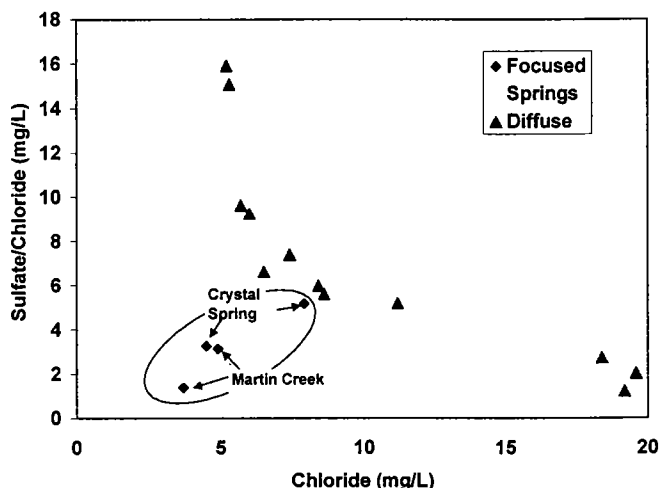 18
16
14
12
10
8
6
4
2
0
Sulfate/Chloride (mg/L)
Focused
Springs
Diffuse
Crystal
Spring
Martin Creek
0 5 10 15 20
Chloride (mg/L)